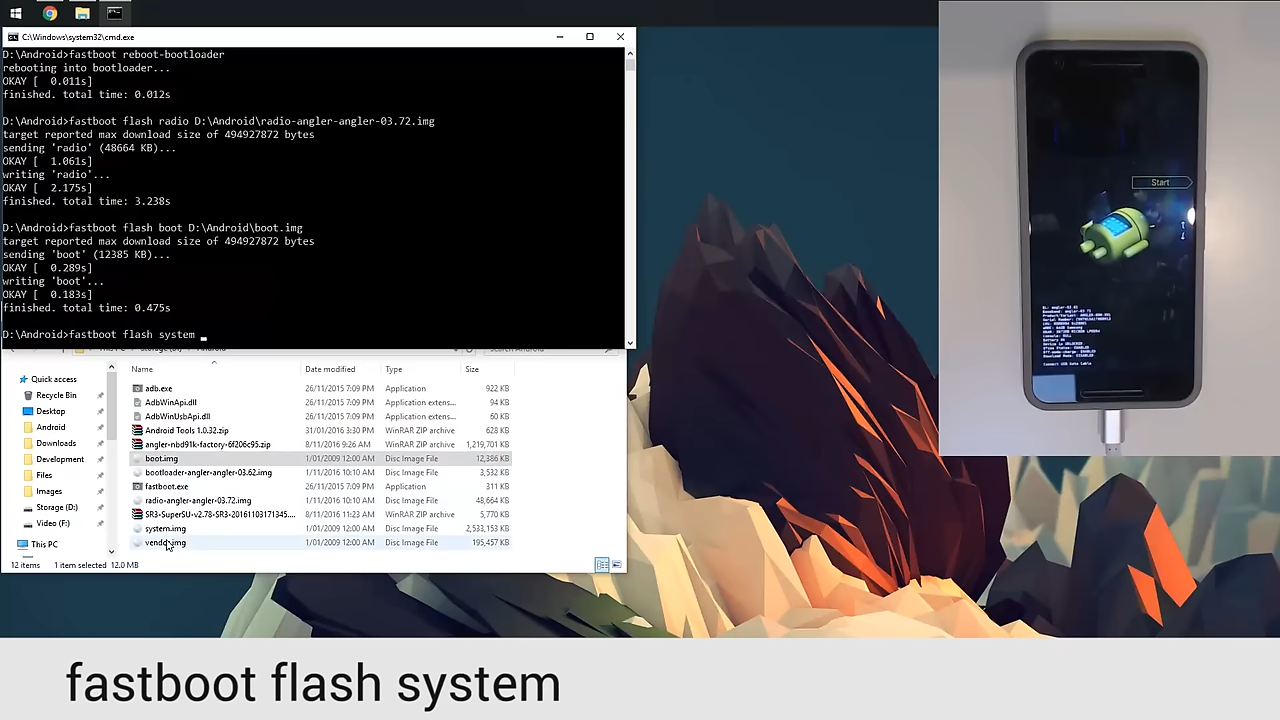 C:\Windows\system32\cmd.exe
D:\Android>fastboot reboot-bootloader
rebooting into bootloader...
OKAY [  0.011s]
finished. total time: 0.012s
D:\Android>fastboot flash radio D:\Android\radio-angler-angler-03.72.img
target reported max download size of 494927872 bytes
sending 'radio' (48664 KB)...
OKAY [  1.061s]
writing 'radio'...
OKAY [  2.175s]
finished. total time: 3.238s
D:\Android>fastboot flash boot D:\Android\boot.img
target reported max download size of 494927872 bytes
sending 'boot' (12385 KB)...
OKAY [  0.289s]
writing 'boot'...
OKAY [  0.183s]
finished. total time: 0.475s
D:\Android>fastboot flash system
Name Date modified Type Size
adb.exe 26/11/2015 7:09 PM Application 922 KB
AdbWinApi.dll 26/11/2015 7:09 PM Application extens... 94 KB
AdbWinUsbApi.dll 26/11/2015 7:09 PM Application extens... 60 KB
Android Tools 1.0.32.zip 31/01/2016 3:30 PM WinRAR ZIP archive 628 KB
angler-nbd91k-factory-6f206c95.zip 8/11/2016 9:26 AM WinRAR ZIP archive 1,219,701 KB
boot.img 1/01/2009 12:00 AM Disc Image File 12,386 KB
bootloader-angler-angler-03.62.img 1/11/2016 10:10 AM Disc Image File 3,532 KB
fastboot.exe 26/11/2015 7:09 PM Application 311 KB
radio-angler-angler-03.72.img 1/11/2016 10:10 AM Disc Image File 48,664 KB
SR3-SuperSU-v2.78-SR3-20161103171345.... 8/11/2016 11:23 AM WinRAR ZIP archive 5,770 KB
system.img 1/01/2009 12:00 AM Disc Image File 2,533,153 KB
vendor.img 1/01/2009 12:00 AM Disc Image File 195,457 KB
Quick access
Recycle Bin
Desktop
Android
Downloads
Development
Files
Images
Storage (D:)
Video (F:)
This PC
12 items 1 item selected 12.0 MB
Start
fastboot flash system